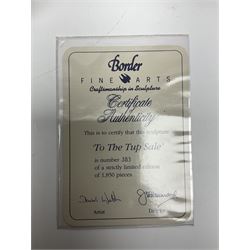 Border
FINE ARTS
Craftsmanship in Sculpture
Certificate
Authenticity
This is to certify that this sculpture
'To The Tup Sale'
is number 383
of a strictly limited edition
of 1,850 pieces
Artist